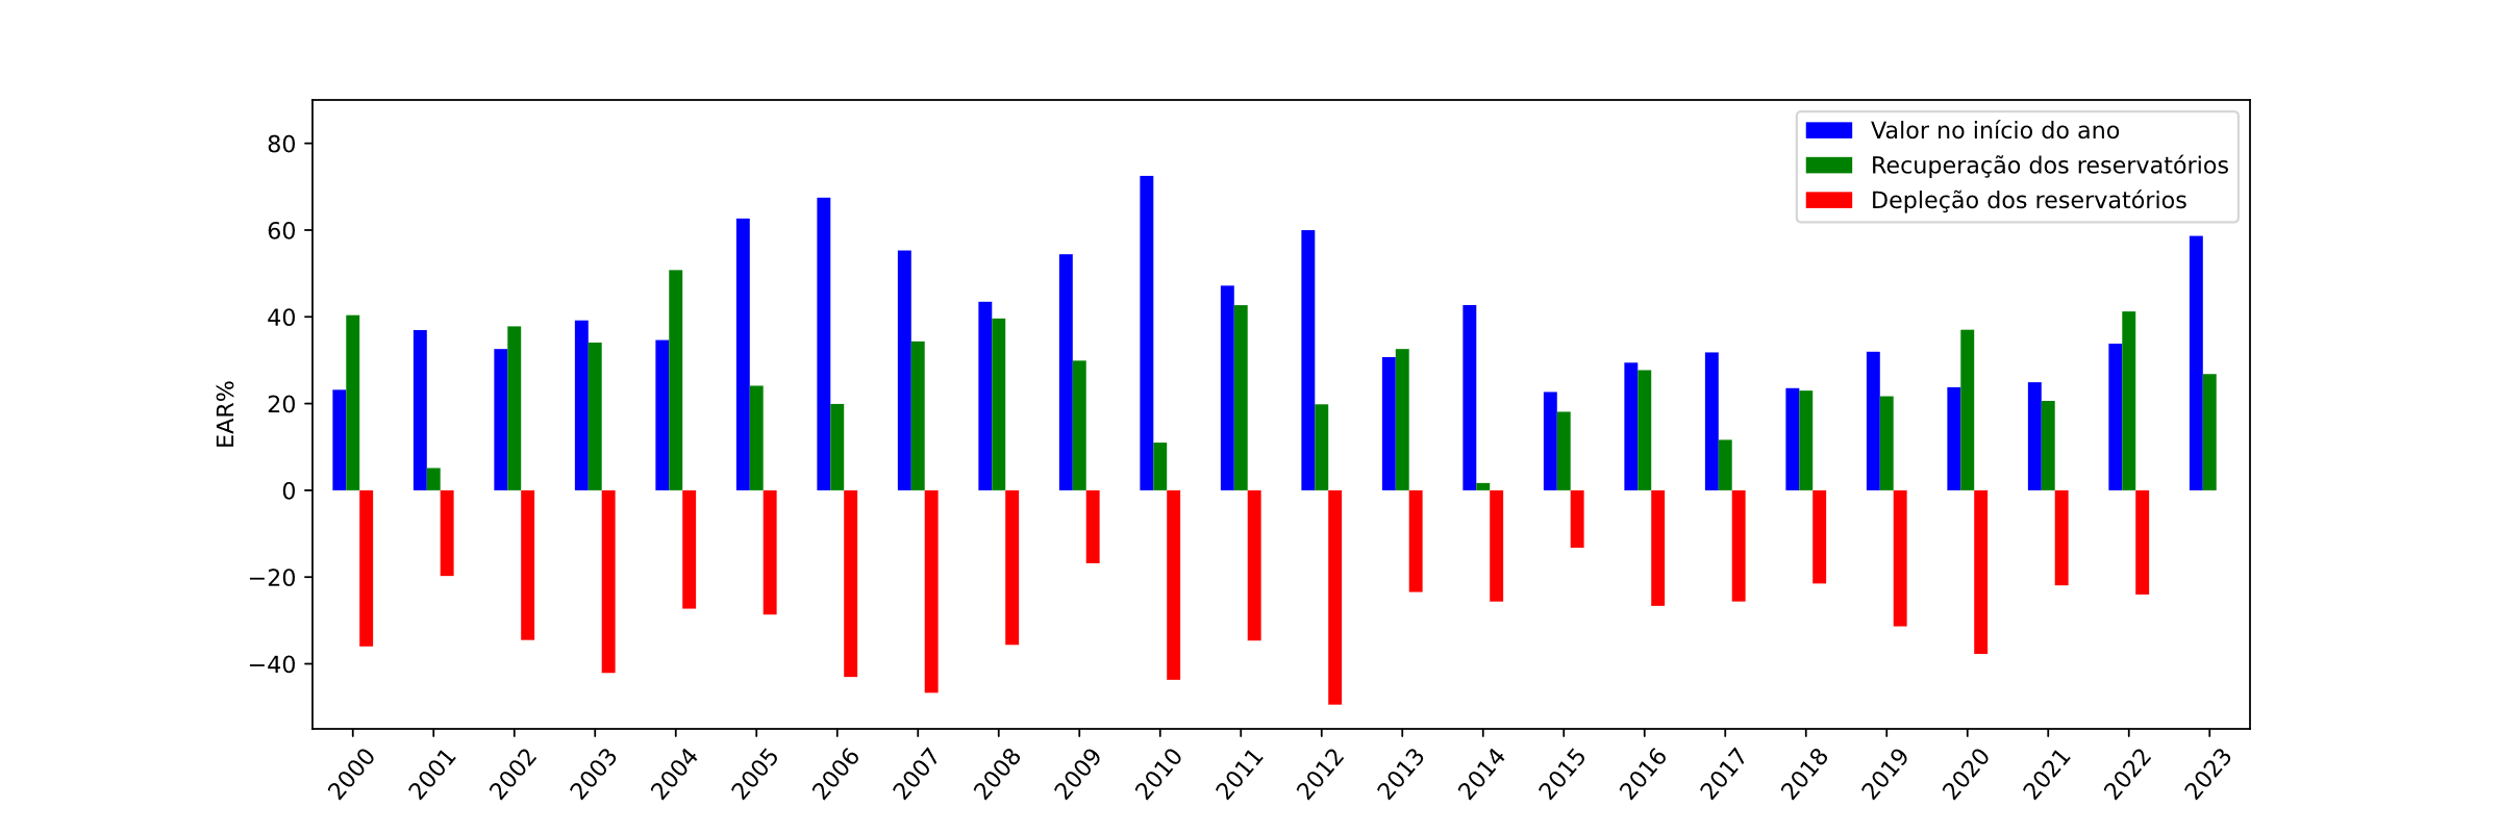 Valor no início do ano
Recuperação dos reservatórios
Depleção dos reservatórios
EAR%
80
60
40
20
0
−20
−40
2000 2001 2002 2003 2004 2005 2006 2007 2008 2009 2010 2011 2012 2013 2014 2015 2016 2017 2018 2019 2020 2021 2022 2023